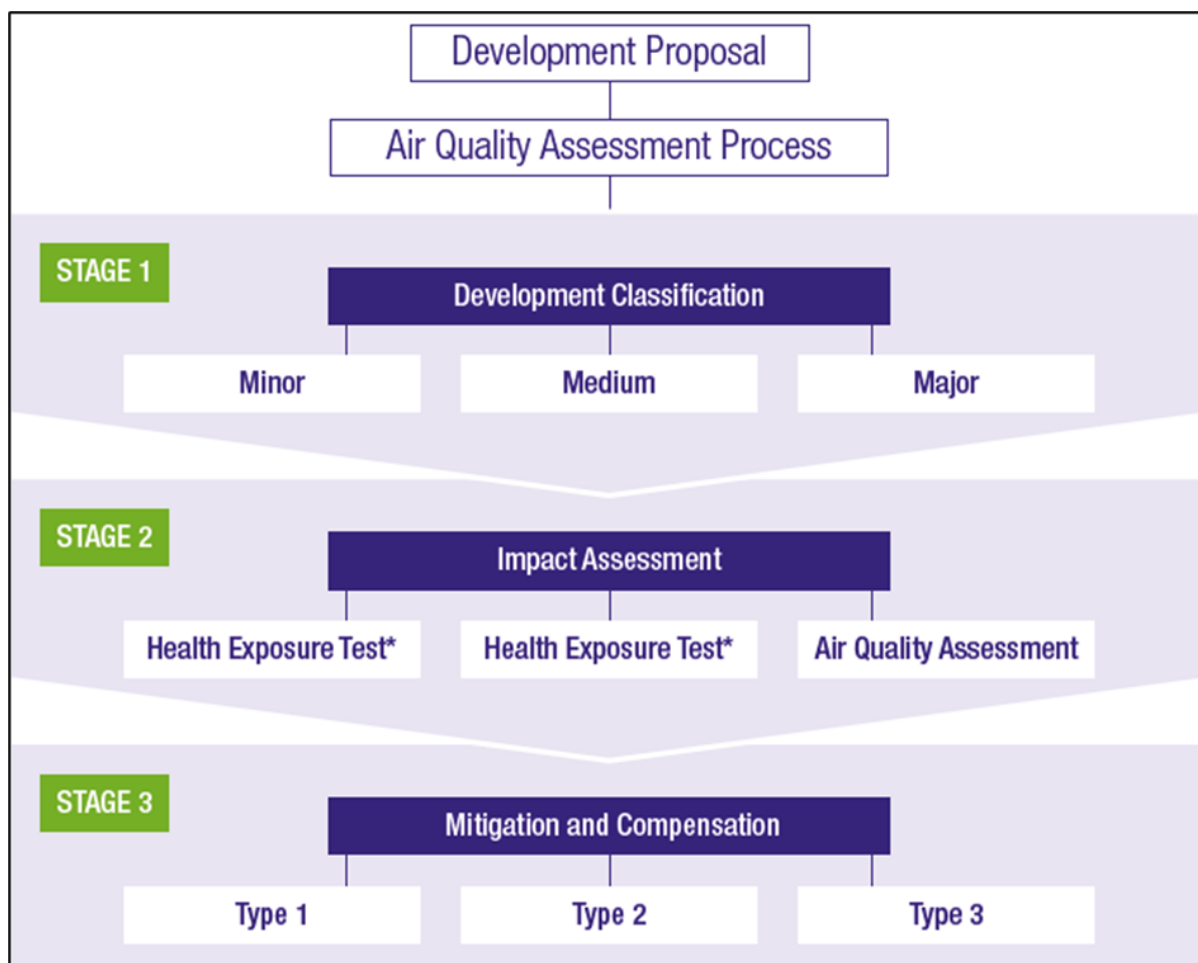 Development Proposal
Air Quality Assessment Process
STAGE 1
Development Classification
Minor
Medium
Major
STAGE 2
Impact Assessment
Health Exposure Test*
Health Exposure Test*
Air Quality Assessment
STAGE 3
Mitigation and Compensation
Type 1
Type 2
Type 3